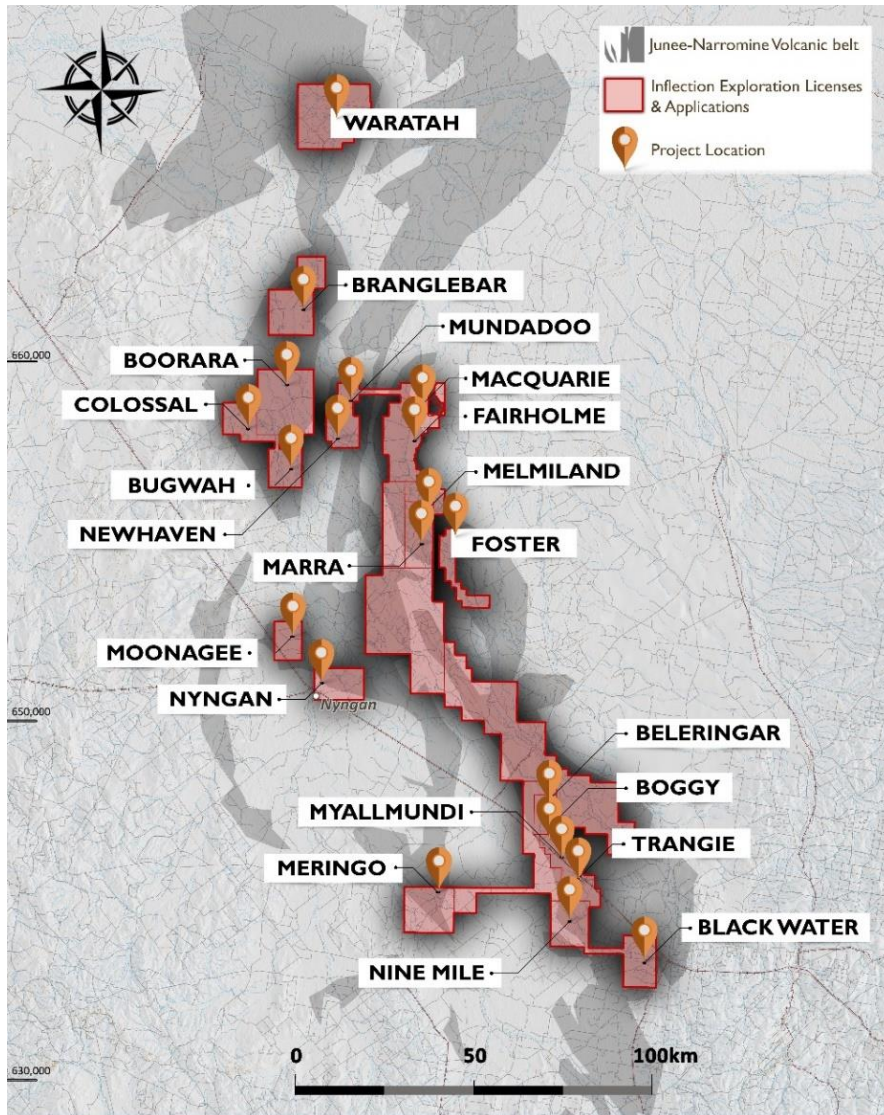 Junee-Narromine Volcanic belt
Inflection Exploration Licenses
& Applications
Project Location
WARATAH
BRANGLEBAR
MUNDADOO
660,000
BOORARA
MACQUARIE
COLOSSAL
FAIRHOLME
MELMILAND
BUGWAH
NEWHAVEN
FOSTER
MARRA
MOONAGEE
NYNGAN
Nyngan
650,000
BELERINGAR
BOGGY
MYALLMUNDI
TRANGIE
MERINGO
BLACK WATER
NINE MILE
0 50 100km
630,000